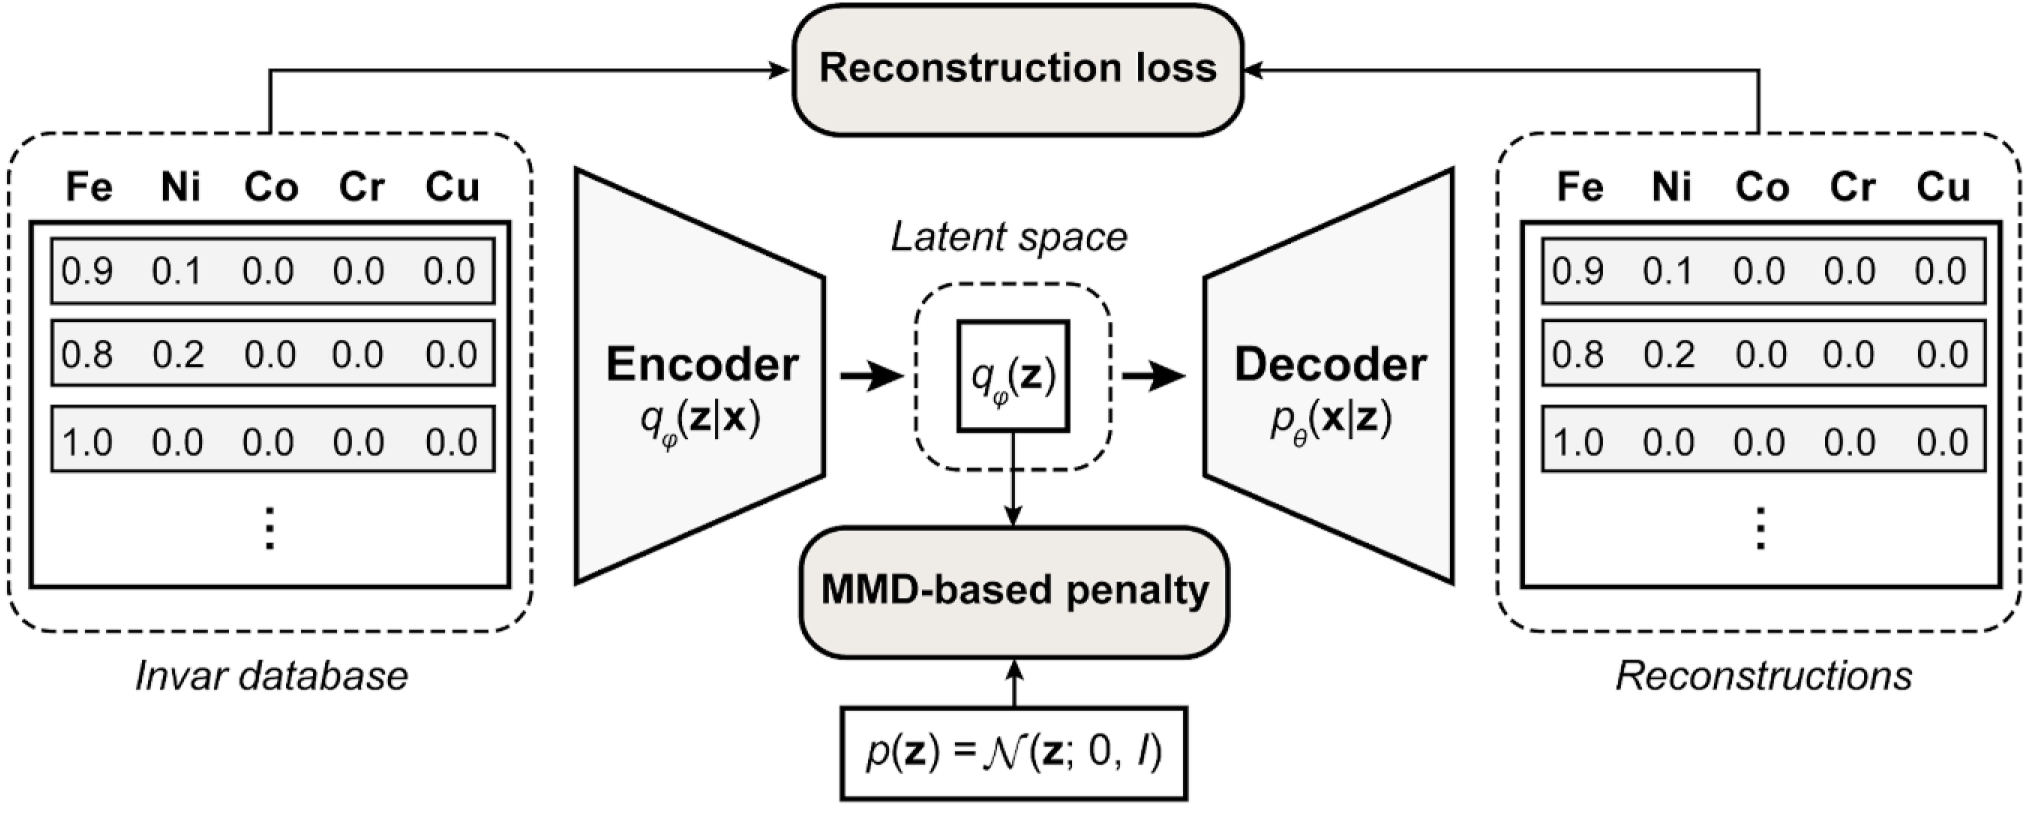 Reconstruction loss
Fe Ni Co Cr Cu
0.9 0.1 0.0 0.0 0.0
0.8 0.2 0.0 0.0 0.0
1.0 0.0 0.0 0.0 0.0
⋮
Invar database
Encoder
qφ(z|x)
Latent space
qφ(z)
MMD-based penalty
p(z) = 𝒩(z; 0, I)
Decoder
pθ(x|z)
Fe Ni Co Cr Cu
0.9 0.1 0.0 0.0 0.0
0.8 0.2 0.0 0.0 0.0
1.0 0.0 0.0 0.0 0.0
⋮
Reconstructions